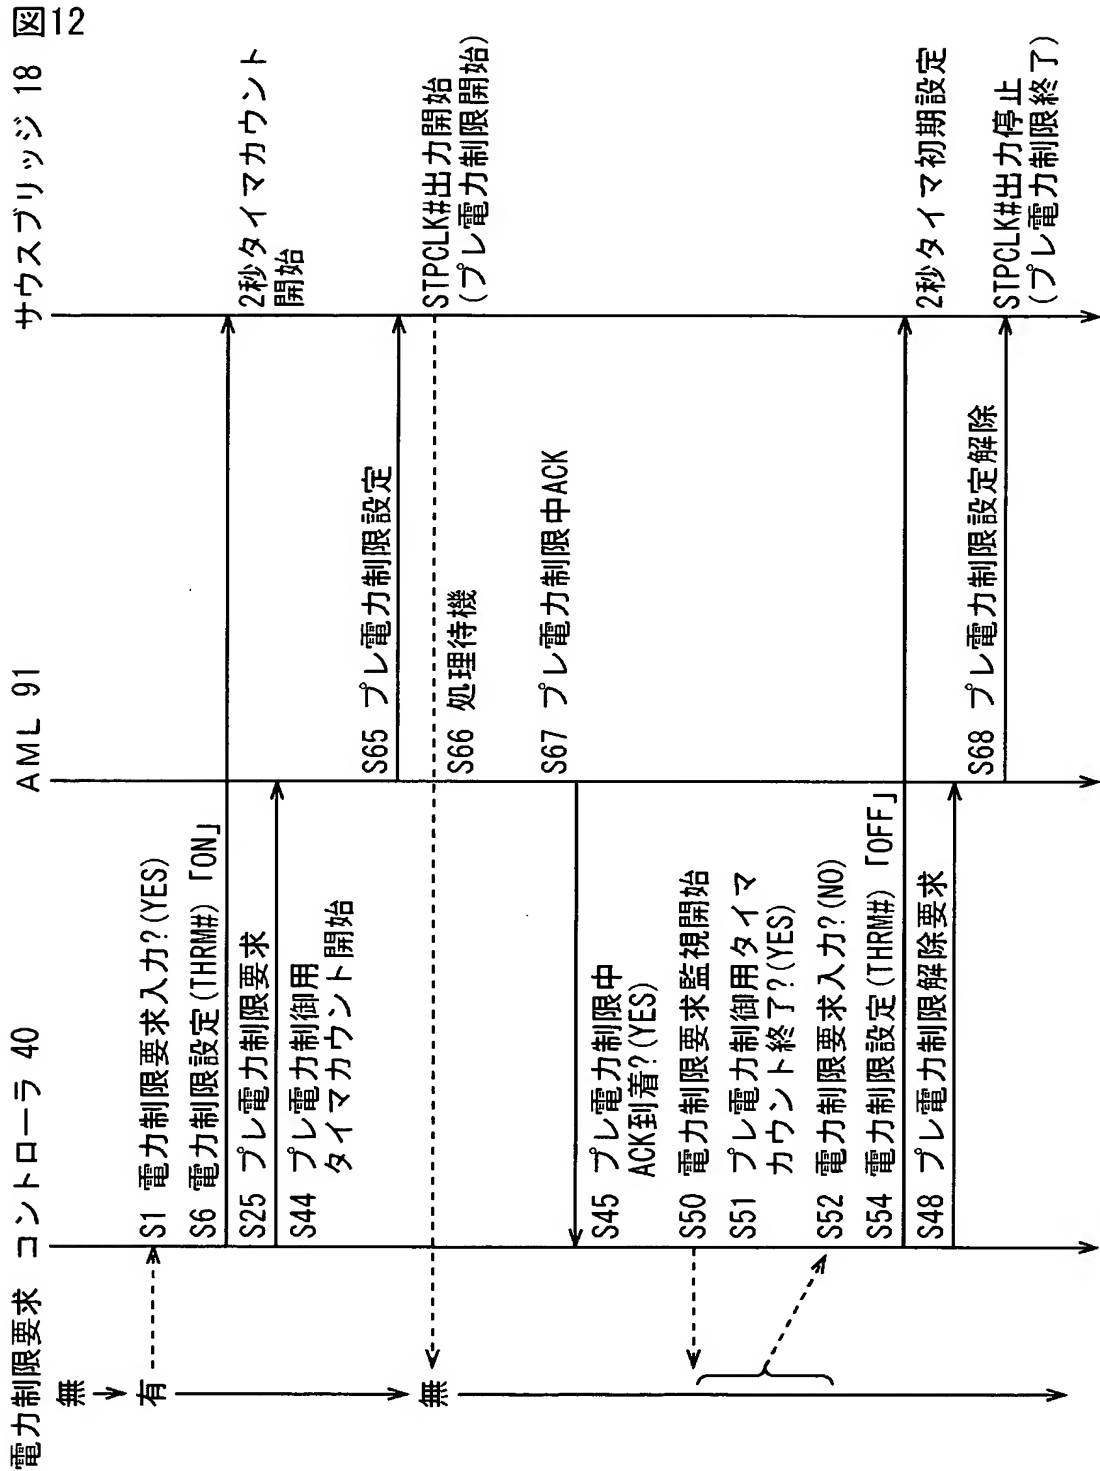 図12
電力制限要求
コントローラ 40
AML 91
サウスブリッジ 18
無
有
S1 電力制限要求入力?(YES)
S6 電力制限設定(THRM#)「ON」
2秒タイマカウント
開始
S25 プレ電力制限要求
S44 プレ電力制御用
タイマカウント開始
S65 プレ電力制限設定
無
STPCLK#出力開始
(プレ電力制限開始)
S66 処理待機
S67 プレ電力制限中ACK
S45 プレ電力制限中
ACK到着?(YES)
S50 電力制限要求監視開始
S51 プレ電力制御用タイマ
カウント終了?(YES)
S52 電力制限要求入力?(NO)
S54 電力制限設定(THRM#)「OFF」
2秒タイマ初期設定
S48 プレ電力制限解除要求
S68 プレ電力制限設定解除
STPCLK#出力停止
(プレ電力制限終了)